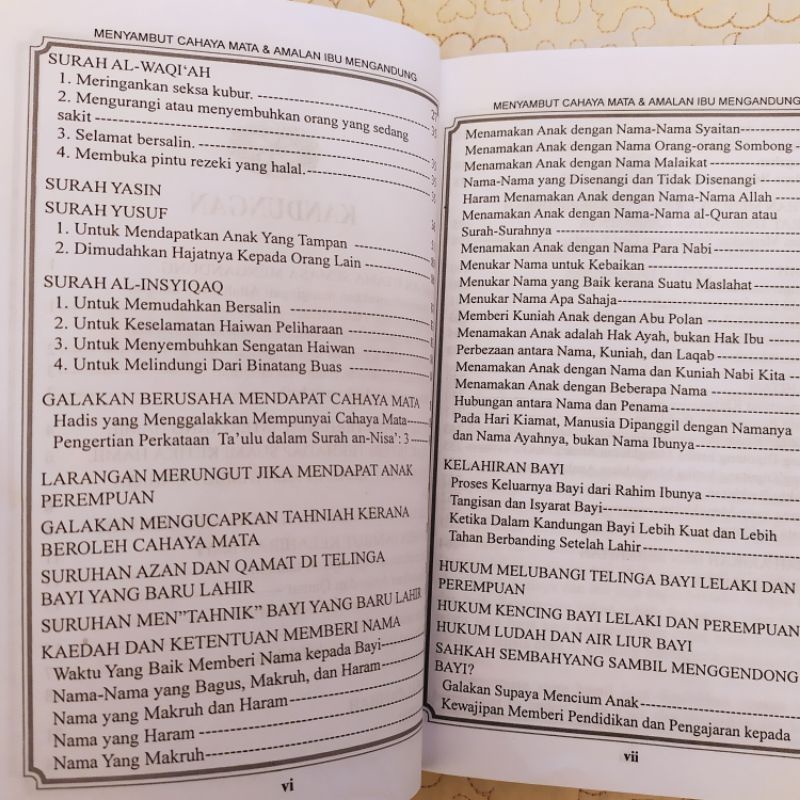 MENYAMBUT CAHAYA MATA & AMALAN IBU MENGANDUNG
SURAH AL-WAQI‘AH
1. Meringankan seksa kubur.
2. Mengurangi atau menyembuhkan orang yang sedang
sakit
3. Selamat bersalin.
4. Membuka pintu rezeki yang halal.
SURAH YASIN
SURAH YUSUF
1. Untuk Mendapatkan Anak Yang Tampan
2. Dimudahkan Hajatnya Kepada Orang Lain
SURAH AL-INSYIQAQ
1. Untuk Memudahkan Bersalin
2. Untuk Keselamatan Haiwan Peliharaan
3. Untuk Menyembuhkan Sengatan Haiwan
4. Untuk Melindungi Dari Binatang Buas
GALAKAN BERUSAHA MENDAPAT CAHAYA MATA
Hadis yang Menggalakkan Mempunyai Cahaya Mata
Pengertian Perkataan Ta’ulu dalam Surah an-Nisa’: 3
LARANGAN MERUNGUT JIKA MENDAPAT ANAK
PEREMPUAN
GALAKAN MENGUCAPKAN TAHNIAH KERANA
BEROLEH CAHAYA MATA
SURUHAN AZAN DAN QAMAT DI TELINGA
BAYI YANG BARU LAHIR
SURUHAN MEN”TAHNIK” BAYI YANG BARU LAHIR
KAEDAH DAN KETENTUAN MEMBERI NAMA
Waktu Yang Baik Memberi Nama kepada Bayi
Nama-Nama yang Bagus, Makruh, dan Haram
Nama yang Makruh dan Haram
Nama yang Haram
Nama Yang Makruh
vi
MENYAMBUT CAHAYA MATA & AMALAN IBU MENGANDUNG
Menamakan Anak dengan Nama-Nama Syaitan
Menamakan Anak dengan Nama Orang-orang Sombong
Menamakan Anak dengan Nama Malaikat
Nama-Nama yang Disenangi dan Tidak Disenangi
Haram Menamakan Anak dengan Nama-Nama Allah
Menamakan Anak dengan Nama-Nama al-Quran atau
Surah-Surahnya
Menamakan Anak dengan Nama Para Nabi
Menukar Nama untuk Kebaikan
Menukar Nama yang Baik kerana Suatu Maslahat
Menukar Nama Apa Sahaja
Memberi Kuniah Anak dengan Abu Polan
Menamakan Anak adalah Hak Ayah, bukan Hak Ibu
Perbezaan antara Nama, Kuniah, dan Laqab
Menamakan Anak dengan Nama dan Kuniah Nabi Kita
Menamakan Anak dengan Beberapa Nama
Hubungan antara Nama dan Penama
Pada Hari Kiamat, Manusia Dipanggil dengan Namanya
dan Nama Ayahnya, bukan Nama Ibunya
KELAHIRAN BAYI
Proses Keluarnya Bayi dari Rahim Ibunya
Tangisan dan Isyarat Bayi
Ketika Dalam Kandungan Bayi Lebih Kuat dan Lebih
Tahan Berbanding Setelah Lahir
HUKUM MELUBANGI TELINGA BAYI LELAKI DAN
PEREMPUAN
HUKUM KENCING BAYI LELAKI DAN PEREMPUAN
HUKUM LUDAH DAN AIR LIUR BAYI
SAHKAH SEMBAHYANG SAMBIL MENGGENDONG
BAYI?
Galakan Supaya Mencium Anak
Kewajipan Memberi Pendidikan dan Pengajaran kepada
vii